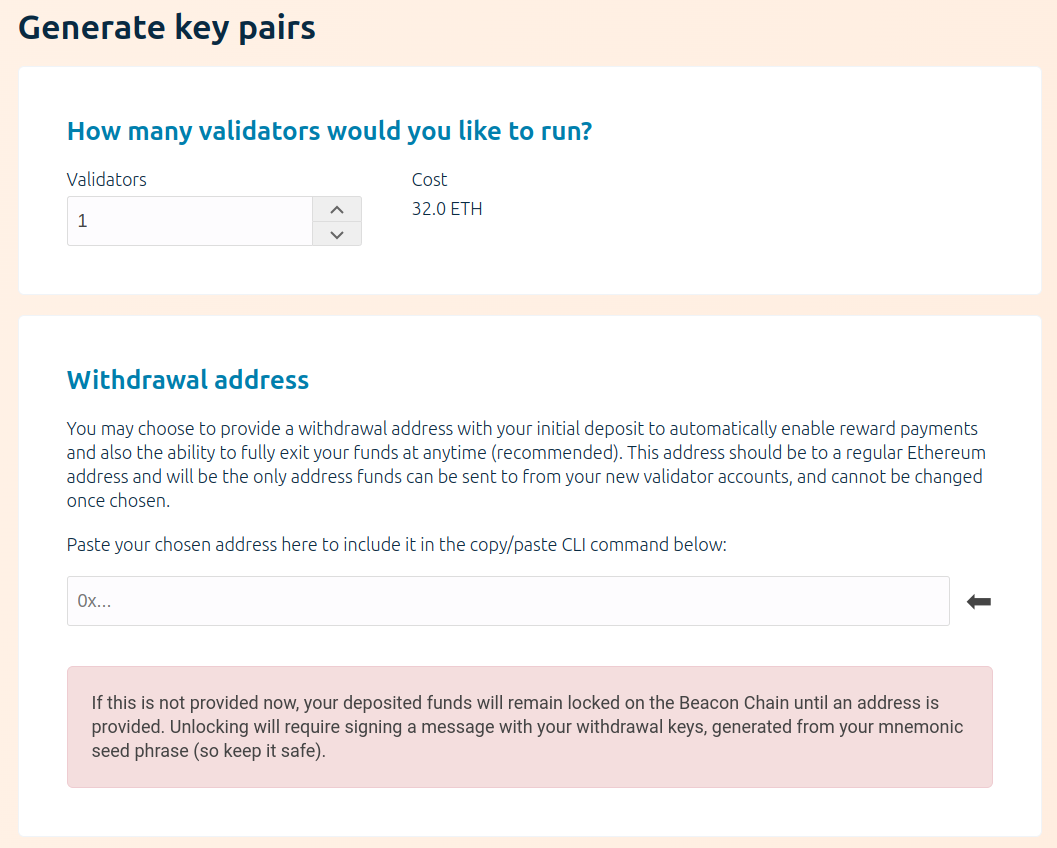 Generate key pairs
How many validators would you like to run?
Validators
Cost
1
32.0 ETH
Withdrawal address
You may choose to provide a withdrawal address with your initial deposit to automatically enable reward payments
and also the ability to fully exit your funds at anytime (recommended). This address should be to a regular Ethereum
address and will be the only address funds can be sent to from your new validator accounts, and cannot be changed
once chosen.
Paste your chosen address here to include it in the copy/paste CLI command below:
0x...
If this is not provided now, your deposited funds will remain locked on the Beacon Chain until an address is
provided. Unlocking will require signing a message with your withdrawal keys, generated from your mnemonic
seed phrase (so keep it safe).